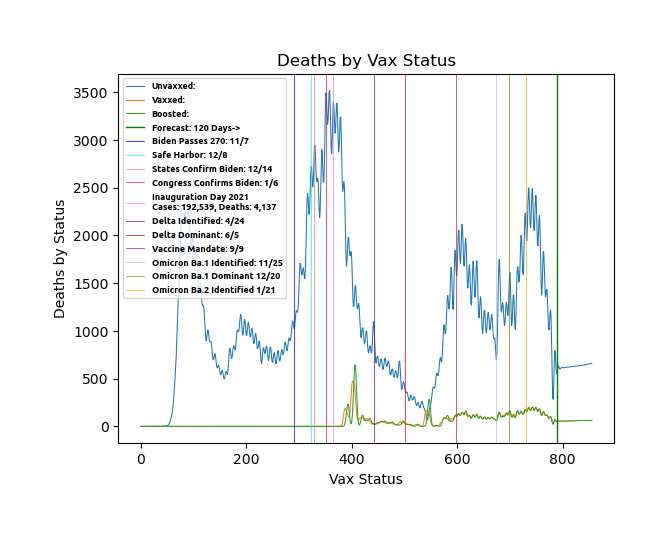 Deaths by Vax Status
Deaths by Status
3500
3000
2500
2000
1500
1000
500
0
Unvaxxed:
Vaxxed:
Boosted:
Forecast: 120 Days->
Biden Passes 270: 11/7
Safe Harbor: 12/8
States Confirm Biden: 12/14
Congress Confirms Biden: 1/6
Inauguration Day 2021
Cases: 192,539, Deaths: 4,137
Delta Identified: 4/24
Delta Dominant: 6/5
Vaccine Mandate: 9/9
Omicron Ba.1 Identified: 11/25
Omicron Ba.1 Dominant 12/20
Omicron Ba.2 Identified 1/21
0 200 400 600 800
Vax Status